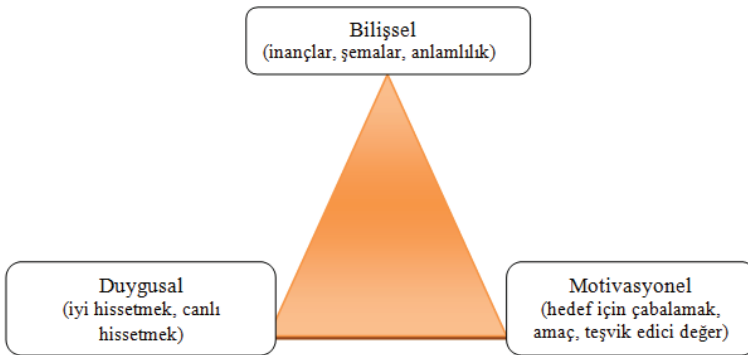 Bilişsel
(inançlar, şemalar, anlamlılık)
Duygusal
(iyi hissetmek, canlı
hissetmek)
Motivasyonel
(hedef için çabalamak,
amaç, teşvik edici değer)